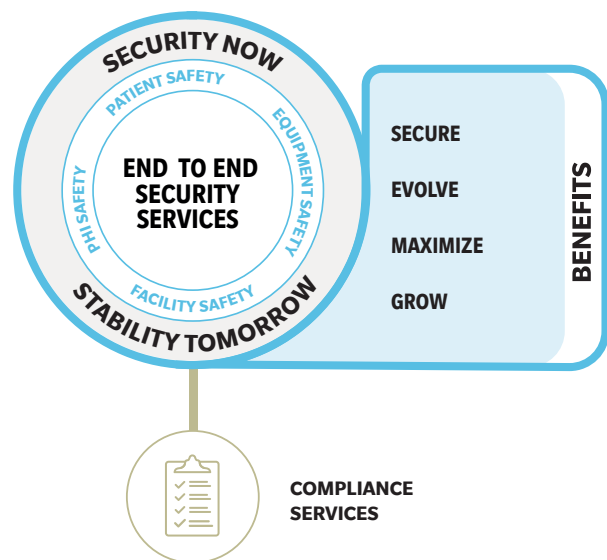 SECURITY NOW
PATIENT SAFETY
EQUIPMENT SAFETY
PHI SAFETY
END TO END
SECURITY
SERVICES
FACILITY SAFETY
STABILITY TOMORROW
SECURE
EVOLVE
MAXIMIZE
GROW
BENEFITS
COMPLIANCE
SERVICES